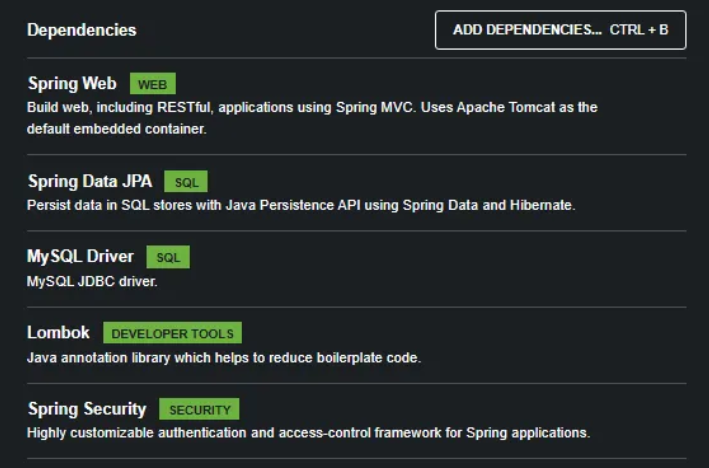 Dependencies
ADD DEPENDENCIES... CTRL + B
Spring Web WEB
Build web, including RESTful, applications using Spring MVC. Uses Apache Tomcat as the
default embedded container.
Spring Data JPA SQL
Persist data in SQL stores with Java Persistence API using Spring Data and Hibernate.
MySQL Driver SQL
MySQL JDBC driver.
Lombok DEVELOPER TOOLS
Java annotation library which helps to reduce boilerplate code.
Spring Security SECURITY
Highly customizable authentication and access-control framework for Spring applications.